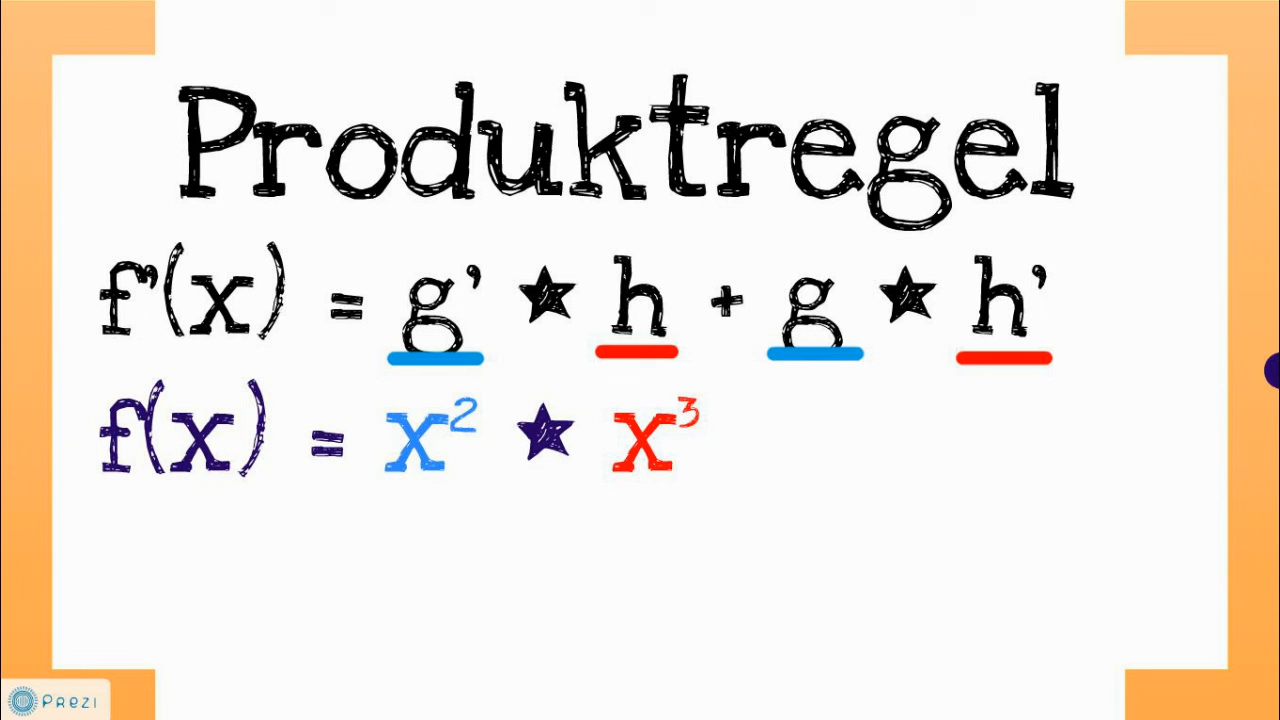 Produktregel
f'(x) = g' ★ h + g ★ h'
f(x) = x² ★ x³
Prezi